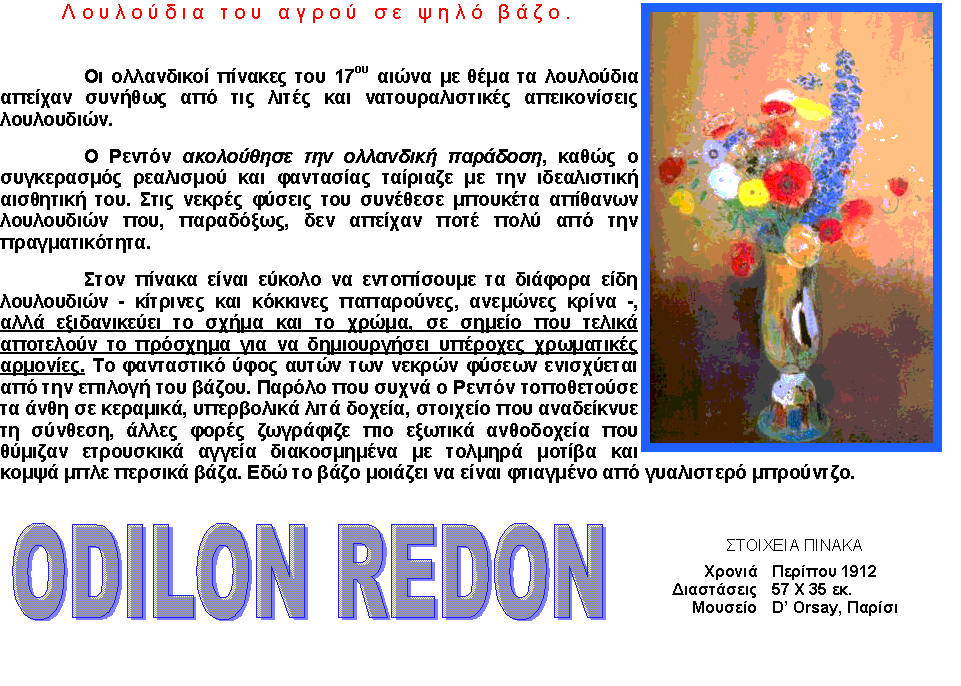 Λουλούδια του αγρού σε ψηλό βάζο.
Οι ολλανδικοί πίνακες του 17ου αιώνα με θέμα τα λουλούδια
απείχαν συνήθως από τις λιτές και νατουραλιστικές απεικονίσεις
λουλουδιών.
Ο Ρεντόν ακολούθησε την ολλανδική παράδοση, καθώς ο
συγκερασμός ρεαλισμού και φαντασίας ταίριαζε με την ιδεαλιστική
αισθητική του. Στις νεκρές φύσεις του συνέθεσε μπουκέτα απίθανων
λουλουδιών που, παραδόξως, δεν απείχαν ποτέ πολύ από την
πραγματικότητα.
Στον πίνακα είναι εύκολο να εντοπίσουμε τα διάφορα είδη
λουλουδιών - κίτρινες και κόκκινες παπαρούνες, ανεμώνες κρίνα -,
αλλά εξιδανικεύει το σχήμα και το χρώμα, σε σημείο που τελικά
αποτελούν το πρόσχημα για να δημιουργήσει υπέροχες χρωματικές
αρμονίες. Το φανταστικό ύφος αυτών των νεκρών φύσεων ενισχύεται
από την επιλογή του βάζου. Παρόλο που συχνά ο Ρεντόν τοποθετούσε
τα άνθη σε κεραμικά, υπερβολικά λιτά δοχεία, στοιχείο που αναδείκνυε
τη σύνθεση, άλλες φορές ζωγράφιζε πιο εξωτικά ανθοδοχεία που
θύμιζαν ετρουσκικά αγγεία διακοσμημένα με τολμηρά μοτίβα και
κομψά μπλε περσικά βάζα. Εδώ το βάζο μοιάζει να είναι φτιαγμένο από γυαλιστερό μπρούντζο.
ODILON REDON
ΣΤΟΙΧΕΙΑ ΠΙΝΑΚΑ
Χρονιά Περίπου 1912
Διαστάσεις 57 Χ 35 εκ.
Μουσείο D’ Orsay, Παρίσι